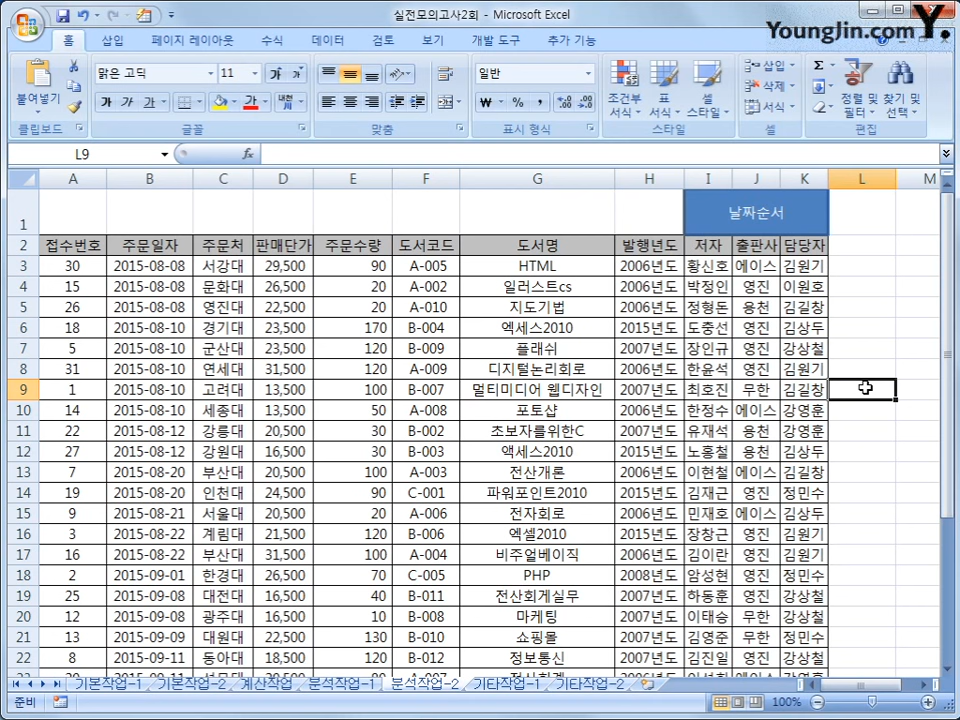 실전모의고사2회 - Microsoft Excel
YoungJin.com Y.
홈 삽입 페이지 레이아웃 수식 데이터 검토 보기 개발 도구 추가 기능
붙여넣기 맑은 고딕 11 가 가 일반 조건부 서식 표 서식 셀 스타일 삽입 삭제 서식 정렬 및 필터 찾기 및 선택
클립보드 글꼴 맞춤 표시 형식 스타일 셀 편집
L9 fx
A B C D E F G H I J K L M
1 날짜순서
2 접수번호 주문일자 주문처 판매단가 주문수량 도서코드 도서명 발행년도 저자 출판사 담당자
3 30 2015-08-08 서강대 29,500 90 A-005 HTML 2006년도 황신호 에이스 김원기
4 15 2015-08-08 문화대 26,500 20 A-002 일러스트cs 2006년도 박정인 영진 이원호
5 26 2015-08-08 영진대 22,500 20 A-010 지도기법 2006년도 정형돈 용천 김길창
6 18 2015-08-10 경기대 23,500 170 B-004 엑세스2010 2015년도 도중선 영진 김상두
7 5 2015-08-10 군산대 23,500 120 B-009 플래쉬 2007년도 장인규 영진 강상철
8 31 2015-08-10 연세대 31,500 120 A-009 디지털논리회로 2006년도 한윤석 영진 김원기
9 1 2015-08-10 고려대 13,500 100 B-007 멀티미디어 웹디자인 2007년도 최호진 무한 김길창
10 14 2015-08-10 세종대 13,500 50 A-008 포토샵 2006년도 한정수 에이스 강영훈
11 22 2015-08-12 강릉대 20,500 30 B-002 초보자를위한C 2007년도 유재석 용천 강영훈
12 27 2015-08-12 강원대 16,500 30 B-003 액세스2010 2015년도 노홍철 용진 김상두
13 7 2015-08-20 부산대 20,500 100 A-003 전산개론 2006년도 이현철 에이스 김길창
14 19 2015-08-20 인천대 24,500 90 C-001 파워포인트2010 2015년도 김재근 영진 정민수
15 9 2015-08-21 서울대 20,500 20 A-006 전자회로 2006년도 민재호 에이스 강상철
16 3 2015-08-22 계림대 21,500 120 B-006 엑셀2010 2015년도 장창근 영진 김원기
17 16 2015-08-22 부산대 31,500 100 A-004 비주얼베이직 2006년도 김이란 영진 김원기
18 2 2015-09-01 한경대 26,500 70 C-005 PHP 2008년도 암성현 영진 정민수
19 25 2015-09-08 대전대 16,500 40 B-011 전산회계실무 2007년도 하동훈 영진 정민수
20 12 2015-09-08 광주대 16,500 10 B-008 마케팅 2007년도 이태승 무한 강상철
21 13 2015-09-09 대원대 22,500 130 B-010 쇼핑몰 2007년도 김영준 무한 정민수
22 8 2015-09-11 동아대 18,500 120 B-012 정보통신 2007년도 김진일 영진 강상철
기본작업-1 기본작업-2 계산작업 분석작업-1 분석작업-2 기타작업-1 기타작업-2
준비 100%